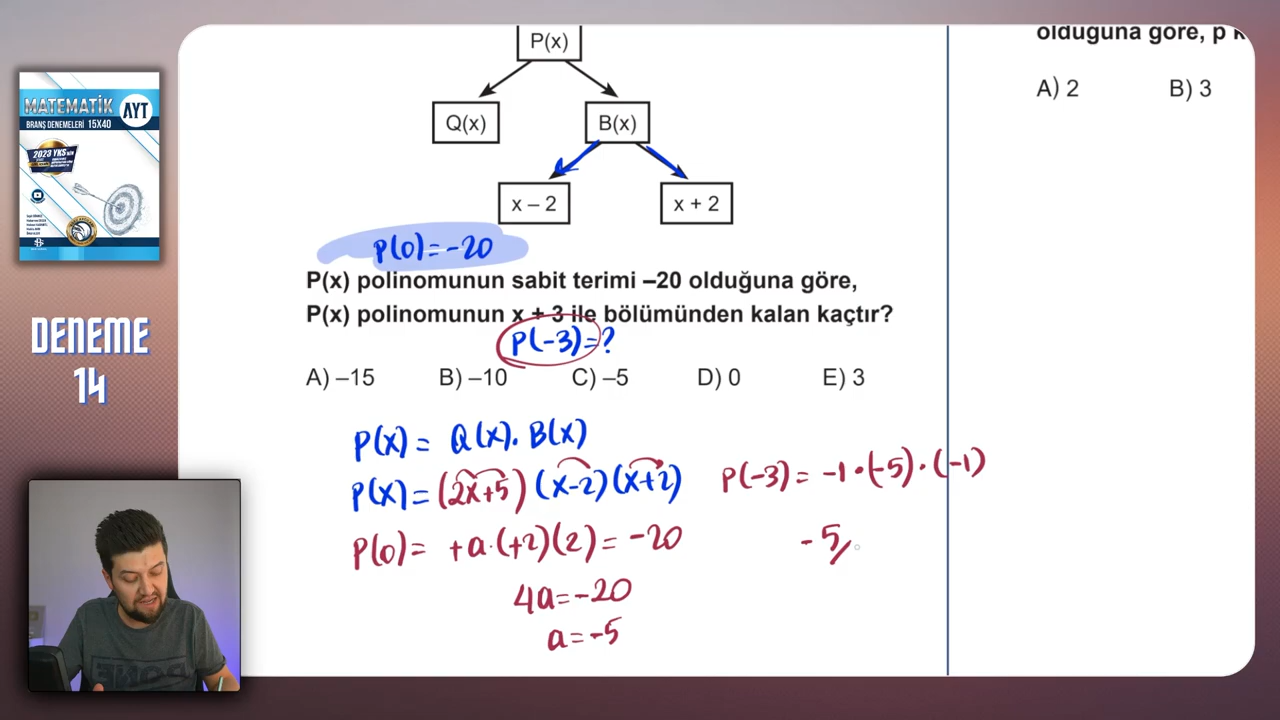 MATEMATİK AYT
BRANŞ DENEMELERİ 15X40
2023 YKS'NİN
DENEME
14
P(x)
Q(x) B(x)
x – 2 x + 2
P(0)=-20
P(x) polinomunun sabit terimi –20 olduğuna göre,
P(x) polinomunun x + 3 ile bölümünden kalan kaçtır?
P(-3)=?
A) –15 B) –10 C) –5 D) 0 E) 3
P(x)= Q(x). B(x)
P(x)=(2x+5)(x-2)(x+2)
P(0)= +a.(+2)(2)=-20
4a=-20
a=-5
P(-3)= -1.(-5).(-1)
-5/
olduğuna göre, p k
A) 2 B) 3